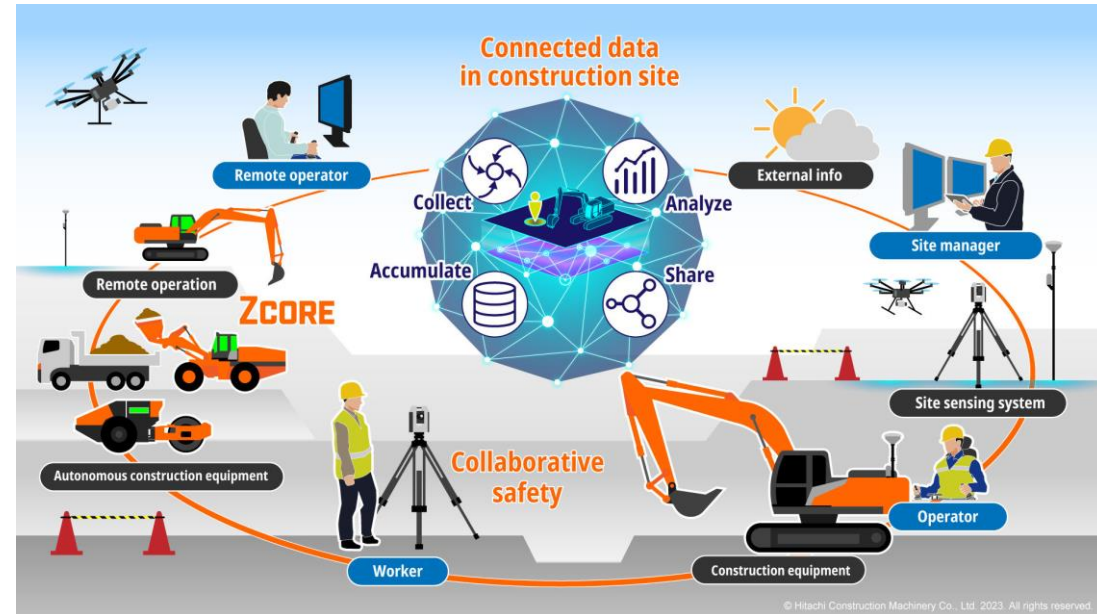 Connected data
in construction site
Remote operator
External info
Collect
Analyze
Site manager
Accumulate
Share
Remote operation
ZCORE
Site sensing system
Autonomous construction equipment
Collaborative
safety
Operator
Worker
Construction equipment
© Hitachi Construction Machinery Co., Ltd. 2023. All rights reserved.